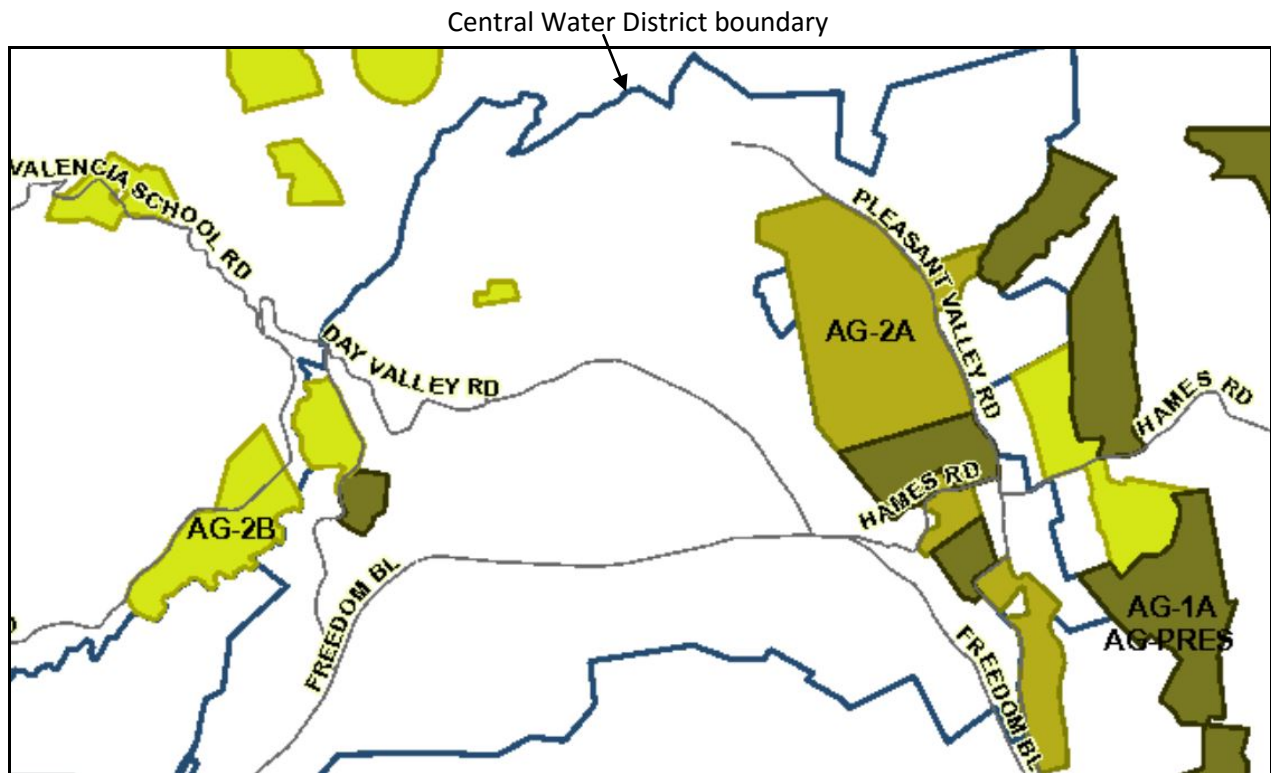 Central Water District boundary
VALENCIA SCHOOL RD
PLEASANT VALLEY RD
AG-2A
DAY VALLEY RD
HAMES RD
HAMES RD
AG-2B
FREEDOM BL
AG-1A
AG-PRES
FREEDOM BL